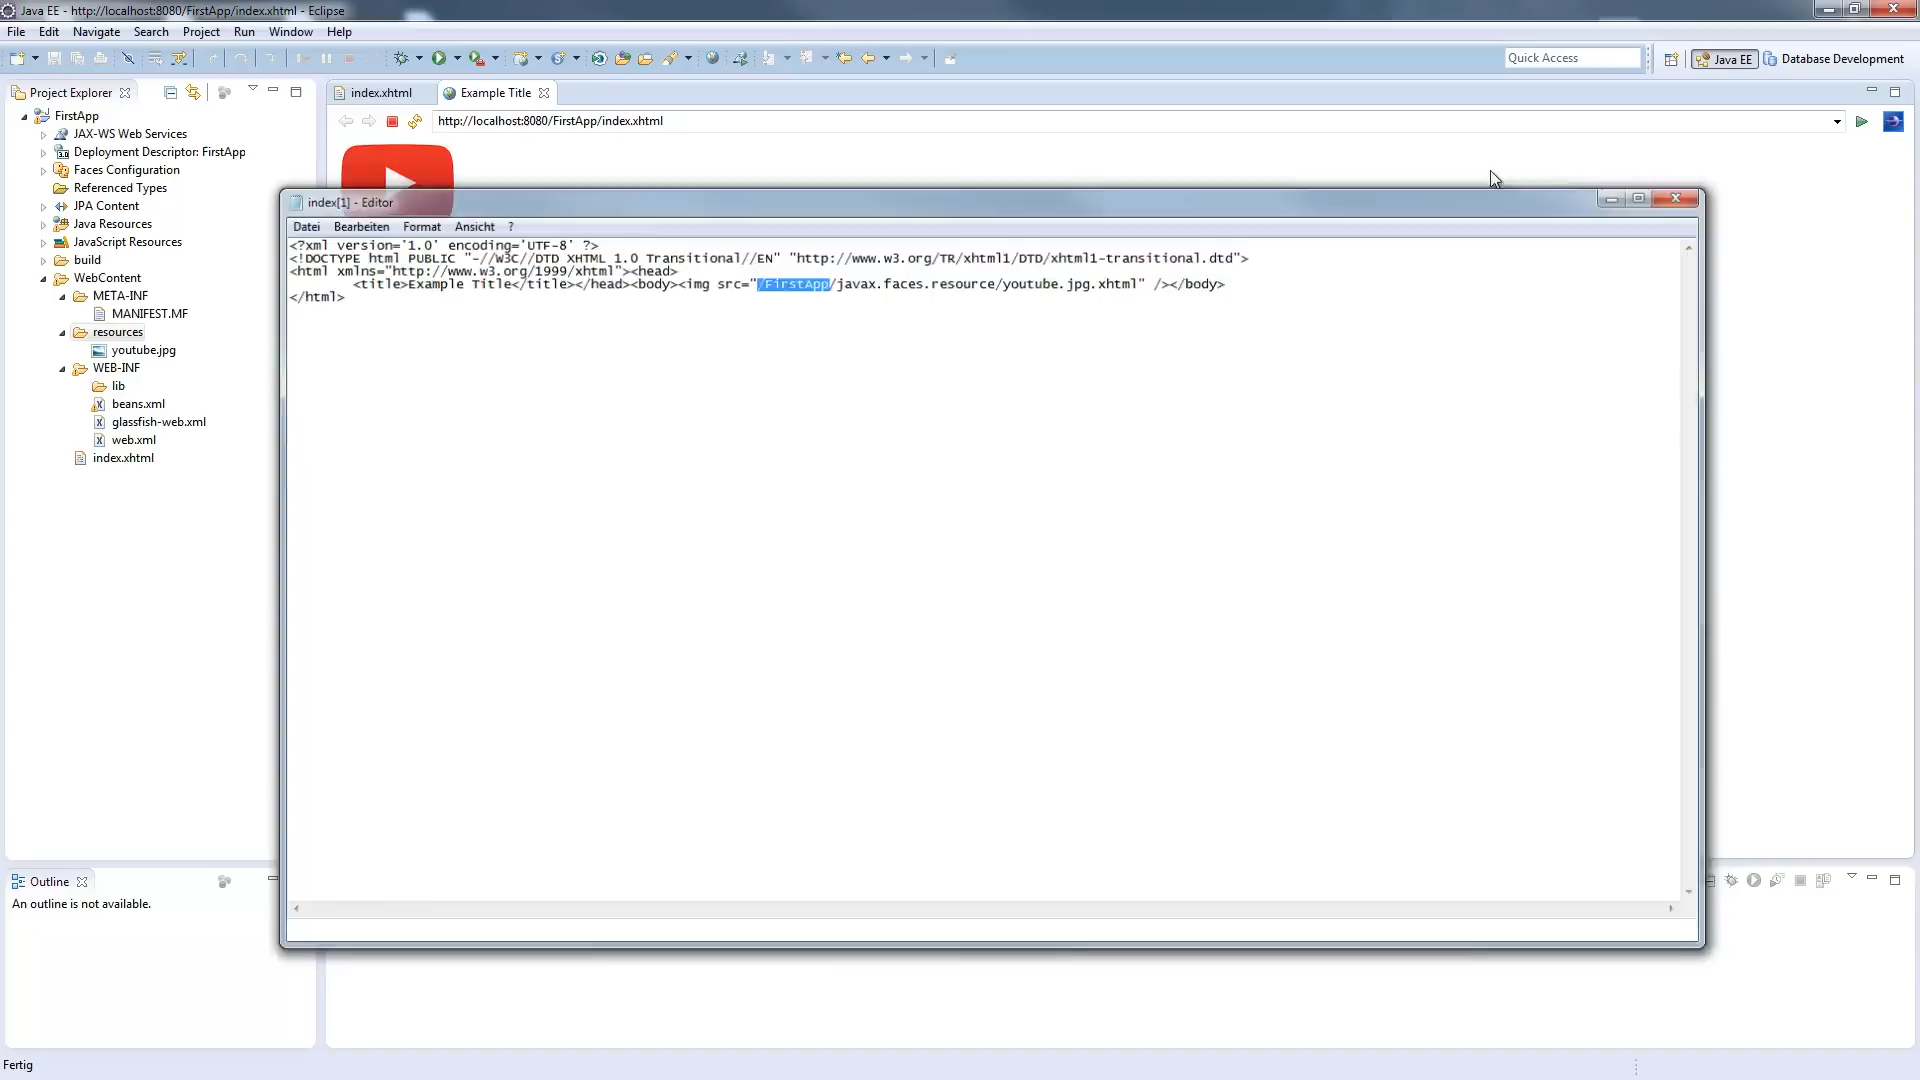 Java EE - http://localhost:8080/FirstApp/index.xhtml - Eclipse
File Edit Navigate Search Project Run Window Help
Quick Access
Java EE
Database Development
Project Explorer
index.xhtml
Example Title
http://localhost:8080/FirstApp/index.xhtml
FirstApp
JAX-WS Web Services
Deployment Descriptor: FirstApp
Faces Configuration
Referenced Types
JPA Content
Java Resources
JavaScript Resources
build
WebContent
META-INF
MANIFEST.MF
resources
youtube.jpg
WEB-INF
lib
beans.xml
glassfish-web.xml
web.xml
index.xhtml
index[1] - Editor
Datei Bearbeiten Format Ansicht ?
<?xml version='1.0' encoding='UTF-8' ?>
<!DOCTYPE html PUBLIC "-//W3C//DTD XHTML 1.0 Transitional//EN" "http://www.w3.org/TR/xhtml1/DTD/xhtml1-transitional.dtd">
<html xmlns="http://www.w3.org/1999/xhtml"><head>
<title>Example Title</title></head><body><img src="/FirstApp/javax.faces.resource/youtube.jpg.xhtml" /></body>
</html>
Outline
An outline is not available.
Fertig